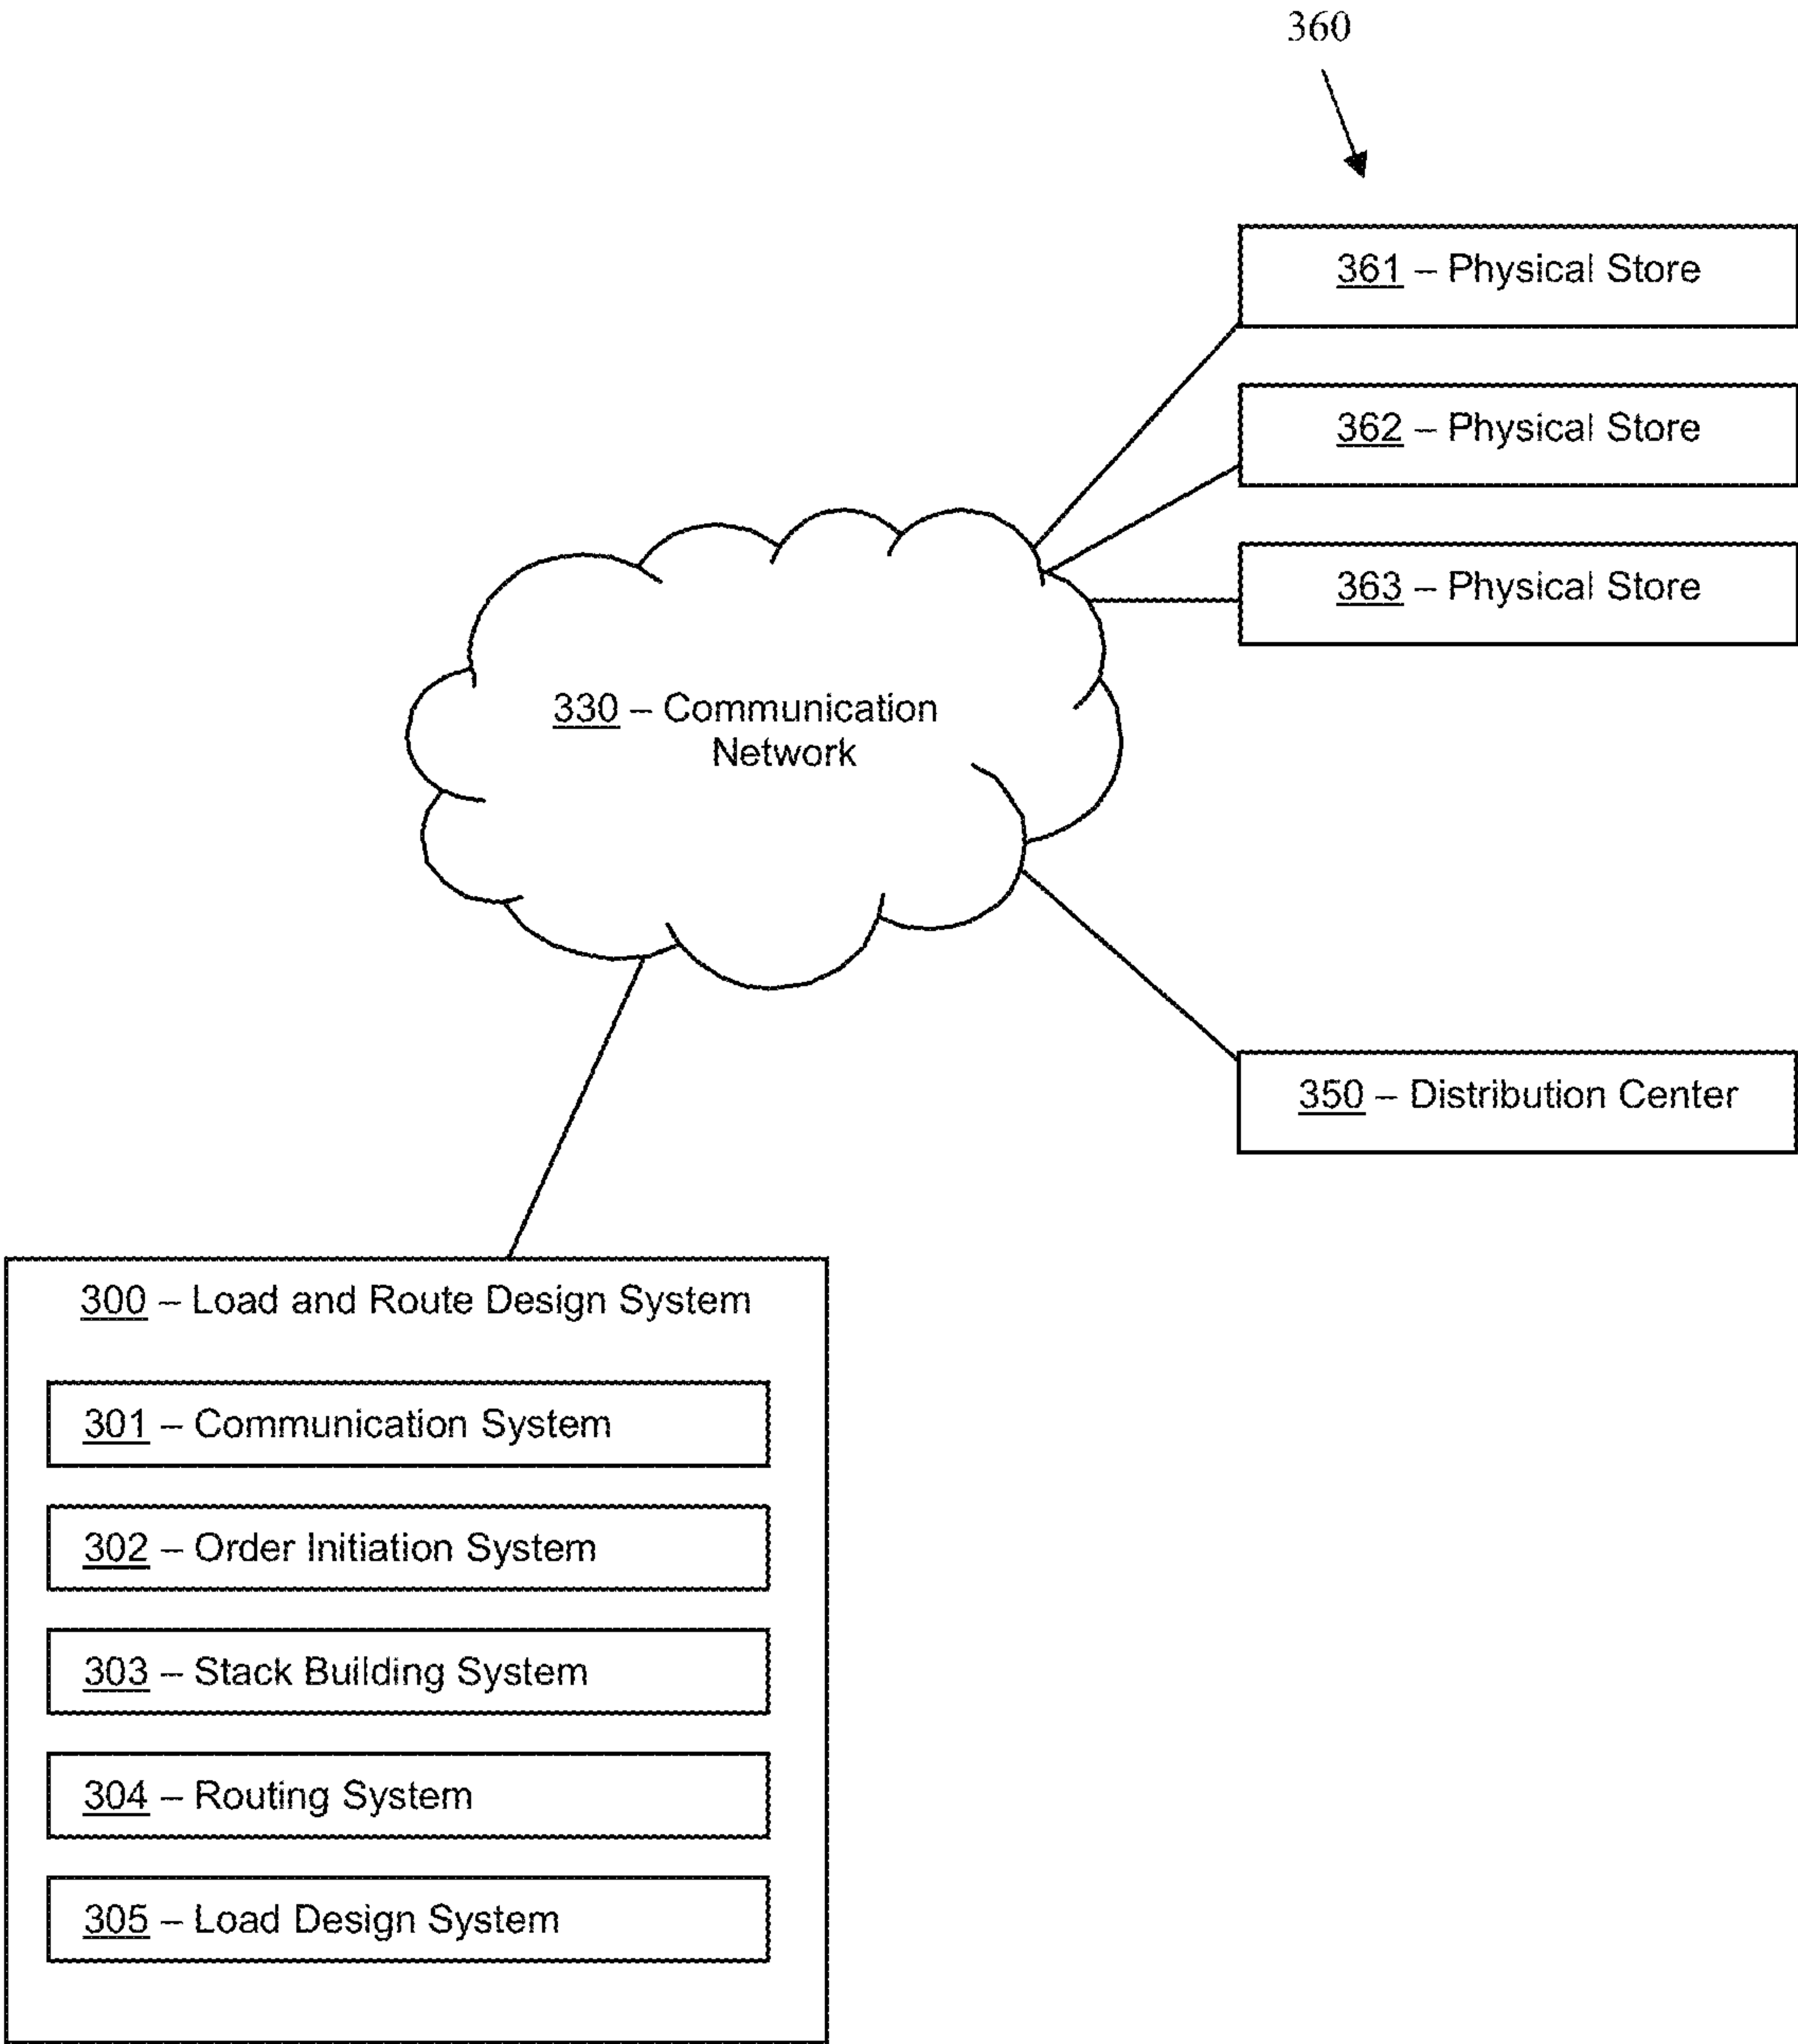 360
361 – Physical Store
362 – Physical Store
363 – Physical Store
330 – Communication
Network
350 – Distribution Center
300 – Load and Route Design System
301 – Communication System
302 – Order Initiation System
303 – Stack Building System
304 – Routing System
305 – Load Design System